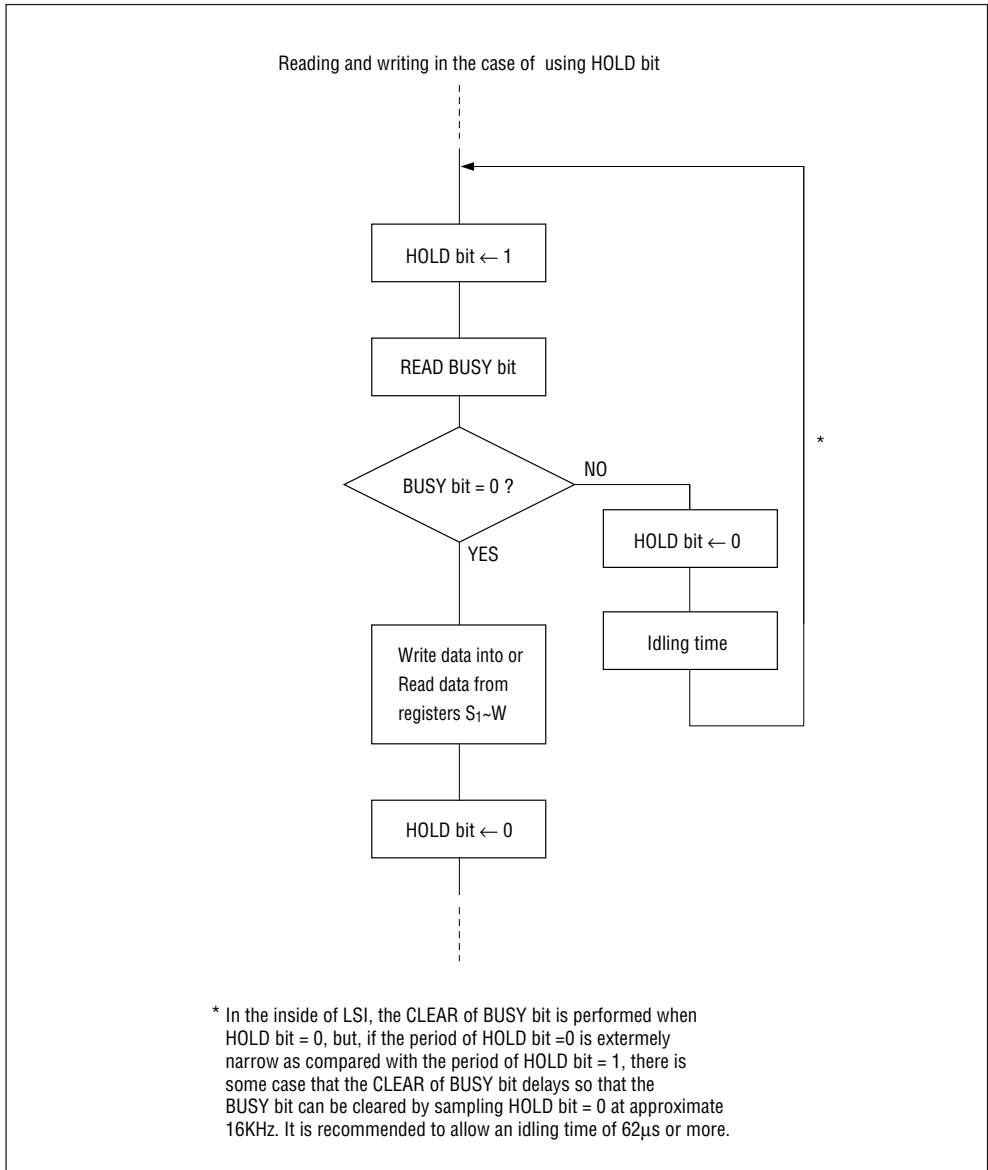 Reading and writing in the case of using HOLD bit
HOLD bit ← 1
READ BUSY bit
*
BUSY bit = 0 ?
NO
YES
HOLD bit ← 0
Idling time
Write data into or
Read data from
registers S₁~W
HOLD bit ← 0
* In the inside of LSI, the CLEAR of BUSY bit is performed when
HOLD bit = 0, but, if the period of HOLD bit =0 is extermely
narrow as compared with the period of HOLD bit = 1, there is
some case that the CLEAR of BUSY bit delays so that the
BUSY bit can be cleared by sampling HOLD bit = 0 at approximate
16KHz. It is recommended to allow an idling time of 62μs or more.